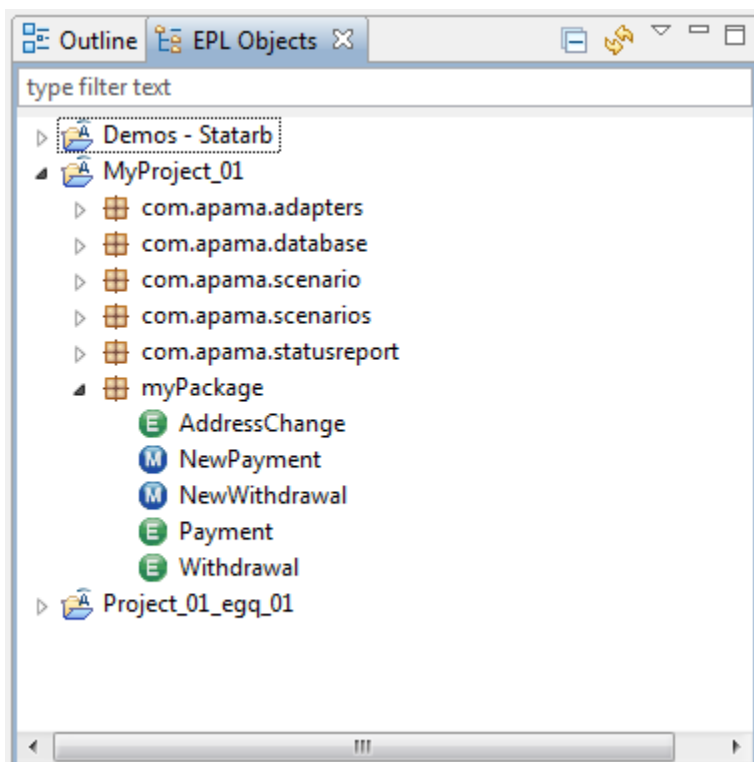 Outline EPL Objects
type filter text
Demos - Statarb
MyProject_01
com.apama.adapters
com.apama.database
com.apama.scenario
com.apama.scenarios
com.apama.statusreport
myPackage
E AddressChange
M NewPayment
M NewWithdrawal
E Payment
E Withdrawal
Project_01_egq_01